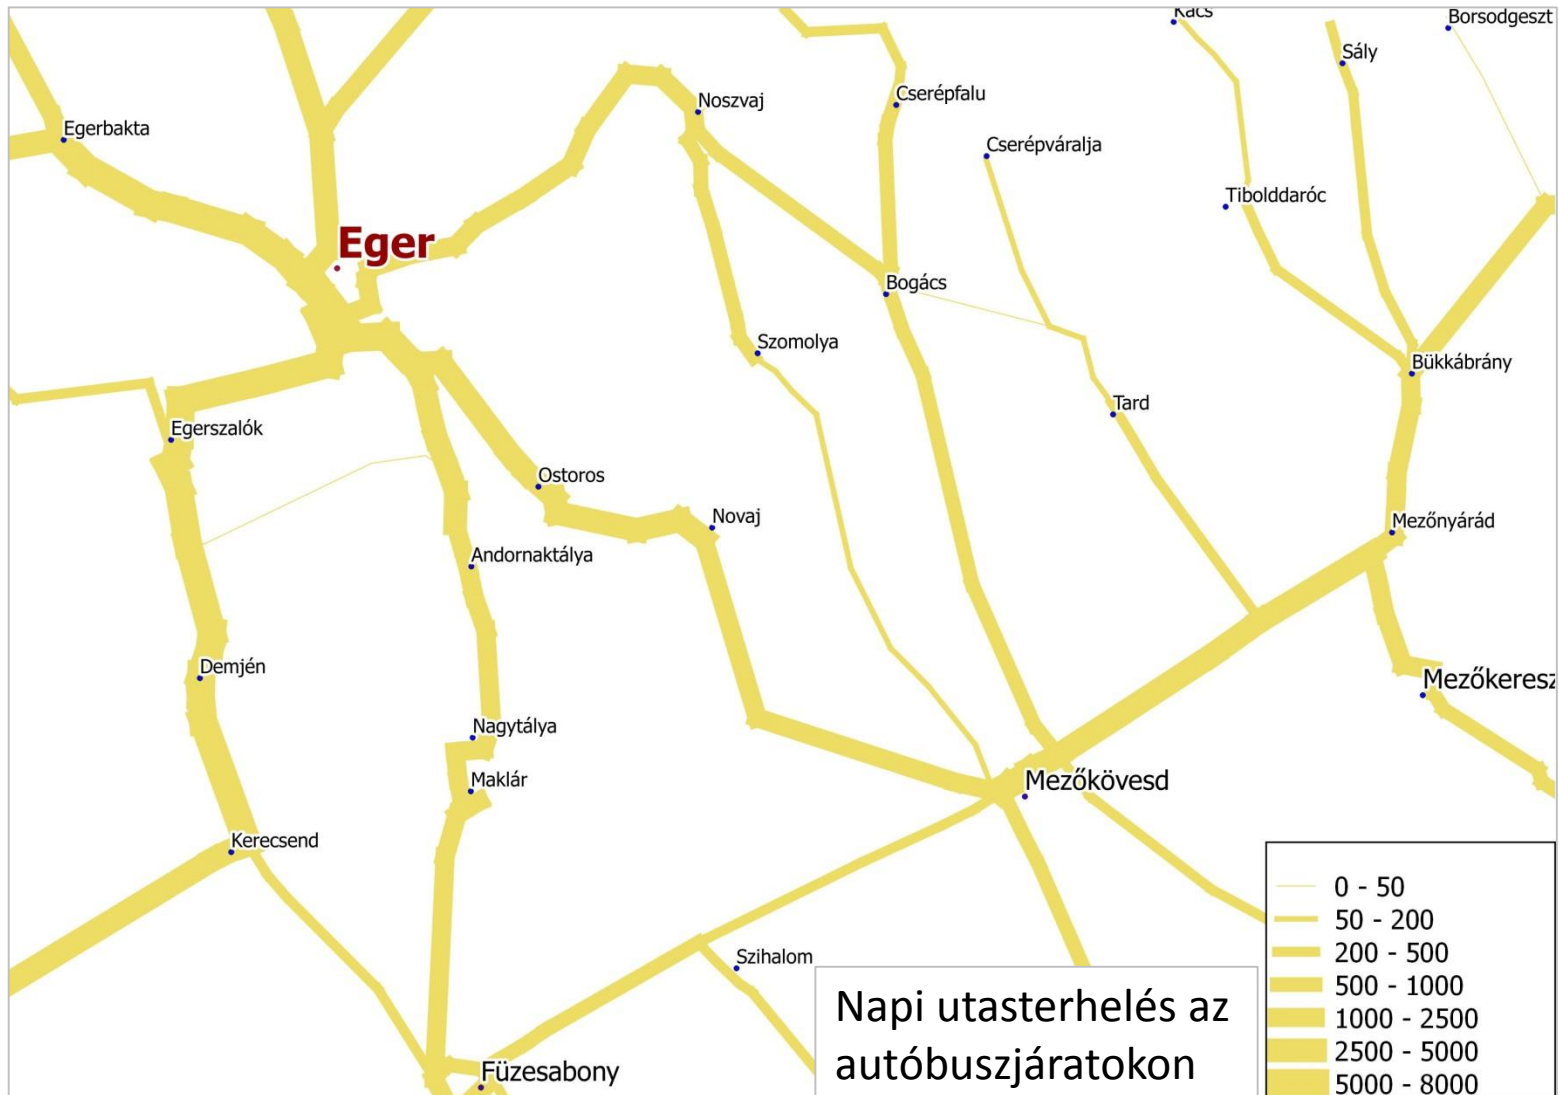 Kács
Borsodgeszt
Sály
Noszvaj
Cserépfalu
Egerbakta
Cserépváralja
Tibolddaróc
Eger
Bogács
Szomolya
Bükkábrány
Tard
Egerszalók
Ostoros
Novaj
Mezőnyárád
Andornaktálya
Demjén
Mezőkeresz
Nagytálya
Maklár
Mezőkövesd
Kerecsend
Szihalom
Füzesabony
Napi utasterhelés az
autóbuszjáratokon
0 - 50
50 - 200
200 - 500
500 - 1000
1000 - 2500
2500 - 5000
5000 - 8000